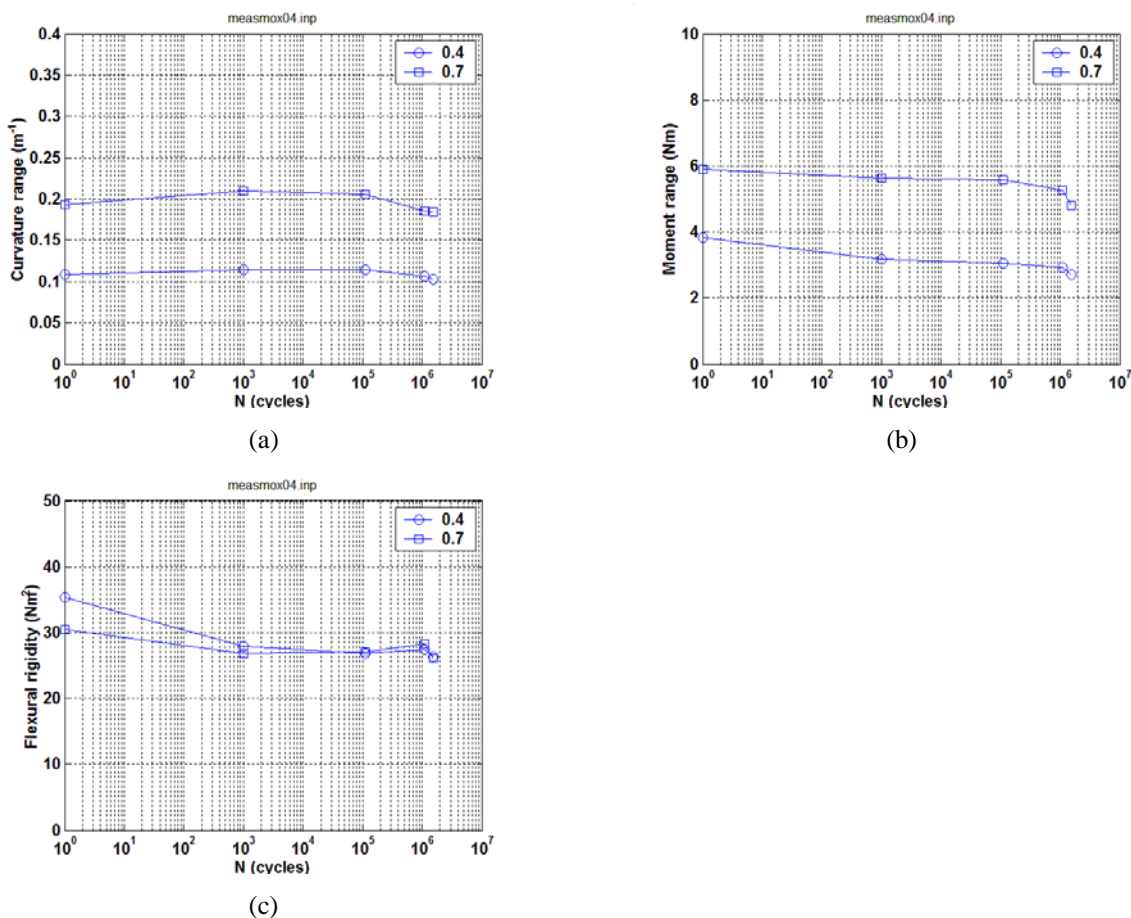 measmox04.inp
0.4
0.7
Curvature range (m⁻¹)
0.4
0.35
0.3
0.25
0.2
0.15
0.1
0.05
0
10⁰ 10¹ 10² 10³ 10⁴ 10⁵ 10⁶ 10⁷
N (cycles)
(a)
measmox04.inp
0.4
0.7
Moment range (Nm)
10
8
6
4
2
0
10⁰ 10¹ 10² 10³ 10⁴ 10⁵ 10⁶ 10⁷
N (cycles)
(b)
measmox04.inp
0.4
0.7
Flexural rigidity (Nm²)
50
40
30
20
10
0
10⁰ 10¹ 10² 10³ 10⁴ 10⁵ 10⁶ 10⁷
N (cycles)
(c)